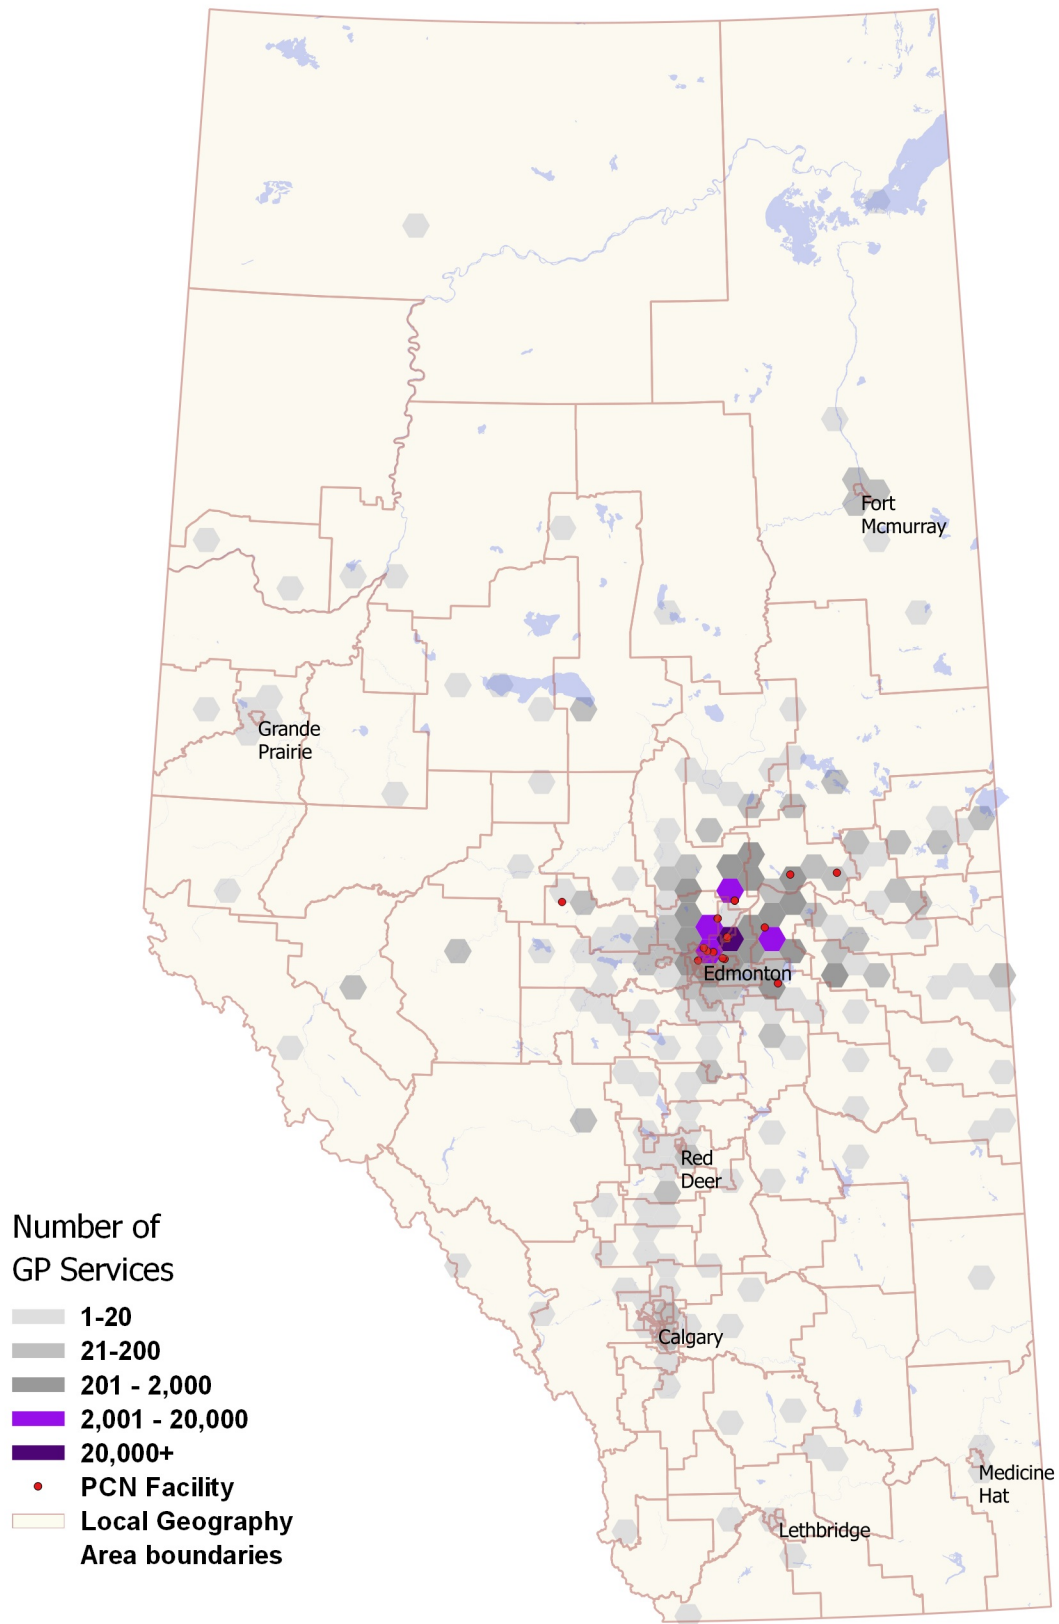 Fort
Mcmurray
Grande
Prairie
Edmonton
Red
Deer
Number of
GP Services
1-20
21-200
201 - 2,000
2,001 - 20,000
20,000+
PCN Facility
Local Geography
Area boundaries
Calgary
Medicine
Hat
Lethbridge